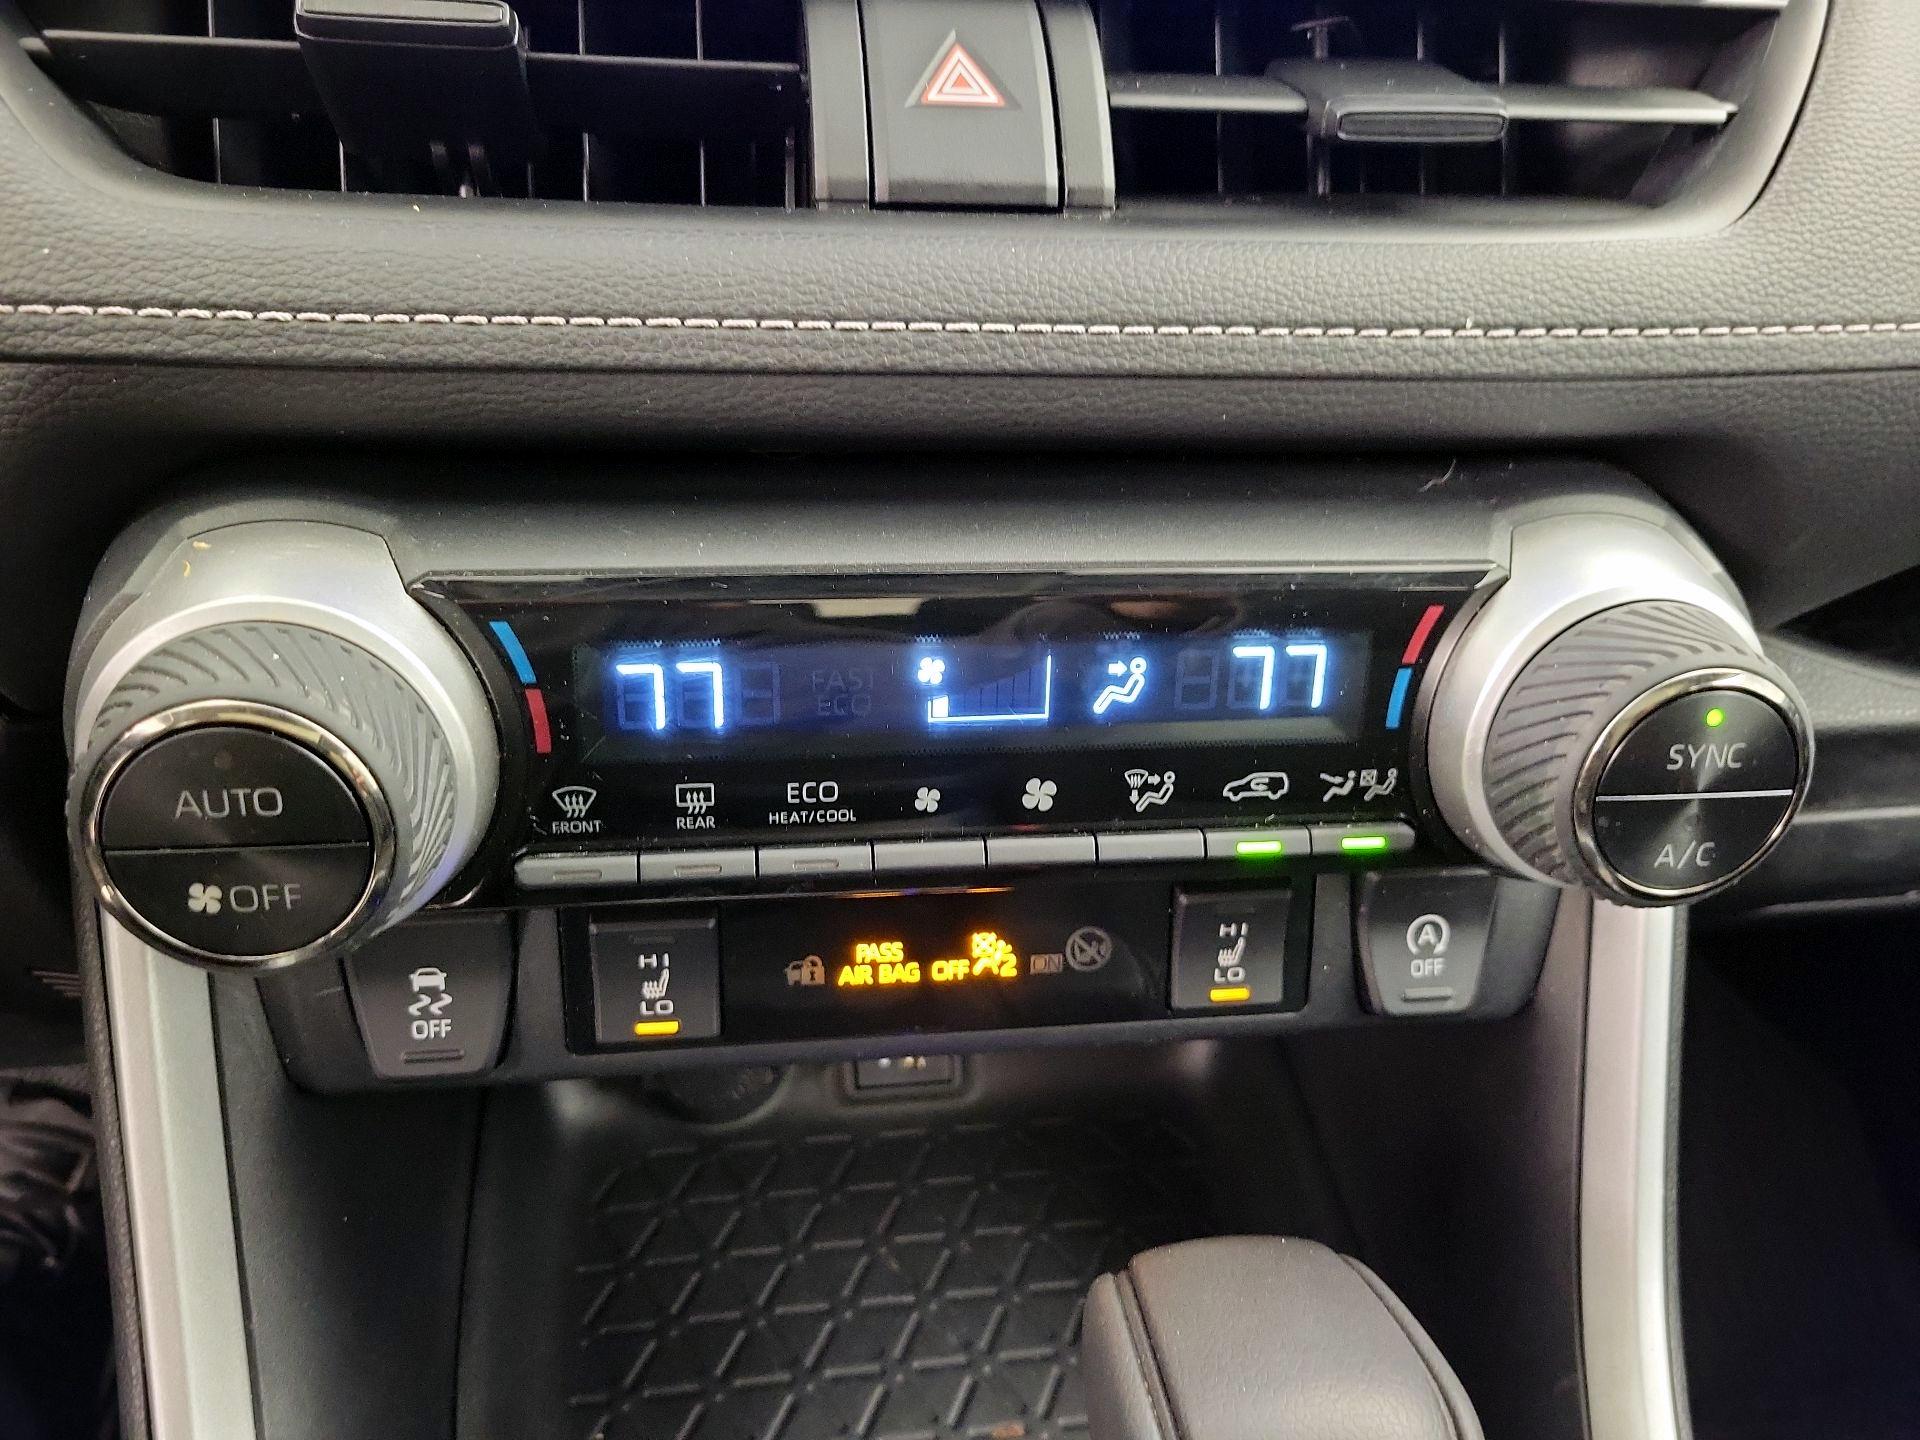 77 77
FAST
ECO
FRONT
REAR
ECO
HEAT/COOL
AUTO
OFF
SYNC
A/C
OFF
HI
LO
PASS
AIR BAG OFF 2 ON
HI
LO
A
OFF